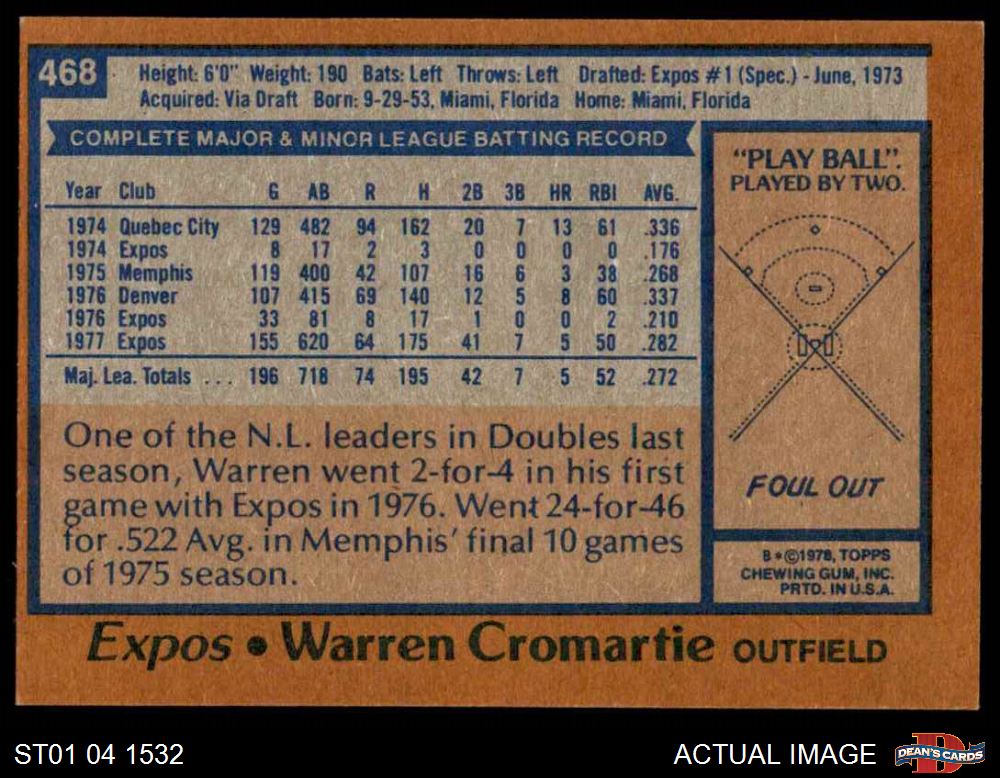 468
Height: 6'0" Weight: 190 Bats: Left Throws: Left Drafted: Expos #1 (Spec.) - June, 1973
Acquired: Via Draft Born: 9-29-53, Miami, Florida Home: Miami, Florida
COMPLETE MAJOR & MINOR LEAGUE BATTING RECORD
Year Club G AB R H 2B 3B HR RBI AVG.
1974 Quebec City 129 482 94 162 20 7 13 61 .336
1974 Expos 8 17 2 3 0 0 0 0 .176
1975 Memphis 119 400 42 107 16 6 3 38 .268
1976 Denver 107 415 69 140 12 5 8 60 .337
1976 Expos 33 81 8 17 1 0 0 2 .210
1977 Expos 155 620 64 175 41 7 5 50 .282
Maj. Lea. Totals ... 196 718 74 195 42 7 5 52 .272
One of the N.L. leaders in Doubles last
season, Warren went 2-for-4 in his first
game with Expos in 1976. Went 24-for-46
for .522 Avg. in Memphis' final 10 games
of 1975 season.
"PLAY BALL".
PLAYED BY TWO.
FOUL OUT
B*©1978, TOPPS
CHEWING GUM, INC.
PRTD. IN U.S.A.
Expos • Warren Cromartie OUTFIELD
ST01 04 1532
ACTUAL IMAGE
DEAN'S CARDS